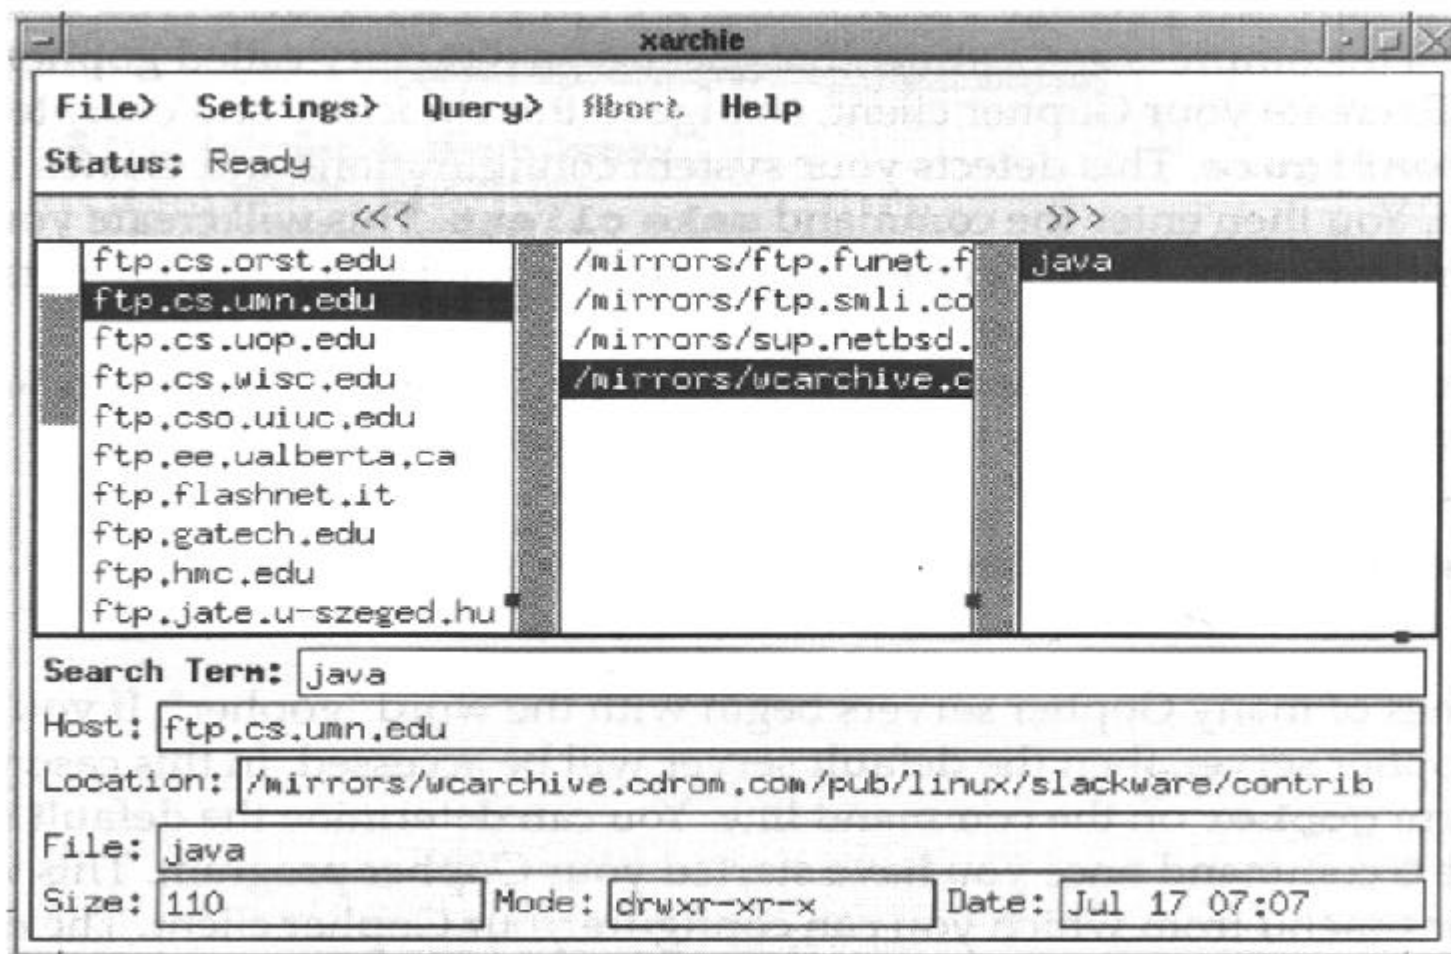 xarchie
File> Settings> Query> Abort Help
Status: Ready
<<< >>>
ftp.cs.orst.edu
ftp.cs.umn.edu
ftp.cs.uop.edu
ftp.cs.wisc.edu
ftp.cso.uiuc.edu
ftp.ee.ualberta.ca
ftp.flashnet.it
ftp.gatech.edu
ftp.hmc.edu
ftp.jate.u-szeged.hu
/mirrors/ftp.funet.f
/mirrors/ftp.smli.co
/mirrors/sup.netbsd.
/mirrors/wcarchive.c
java
Search Term: java
Host: ftp.cs.umn.edu
Location: /mirrors/wcarchive.cdrom.com/pub/linux/slackware/contrib
File: java
Size: 110 Mode: drwxr-xr-x Date: Jul 17 07:07